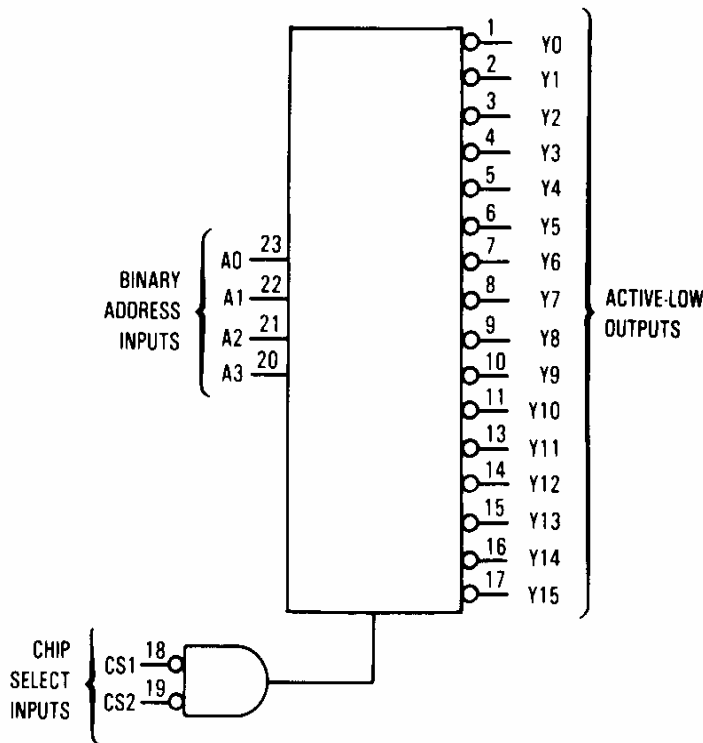 1 Y0
2 Y1
3 Y2
4 Y3
5 Y4
6 Y5
7 Y6
8 Y7
9 Y8
10 Y9
11 Y10
13 Y11
14 Y12
15 Y13
16 Y14
17 Y15
ACTIVE-LOW
OUTPUTS
BINARY
ADDRESS
INPUTS
A0 23
A1 22
A2 21
A3 20
CHIP
SELECT
INPUTS
CS1 18
CS2 19